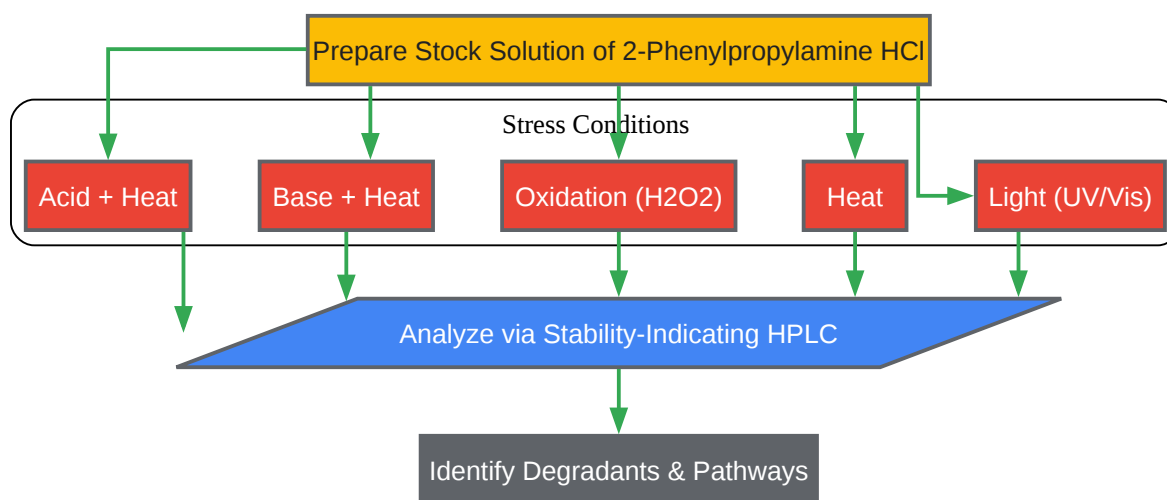 Prepare Stock Solution of 2-Phenylpropylamine HCl
Stress Conditions
Acid + Heat
Base + Heat
Oxidation (H2O2)
Heat
Light (UV/Vis)
Analyze via Stability-Indicating HPLC
Identify Degradants & Pathways